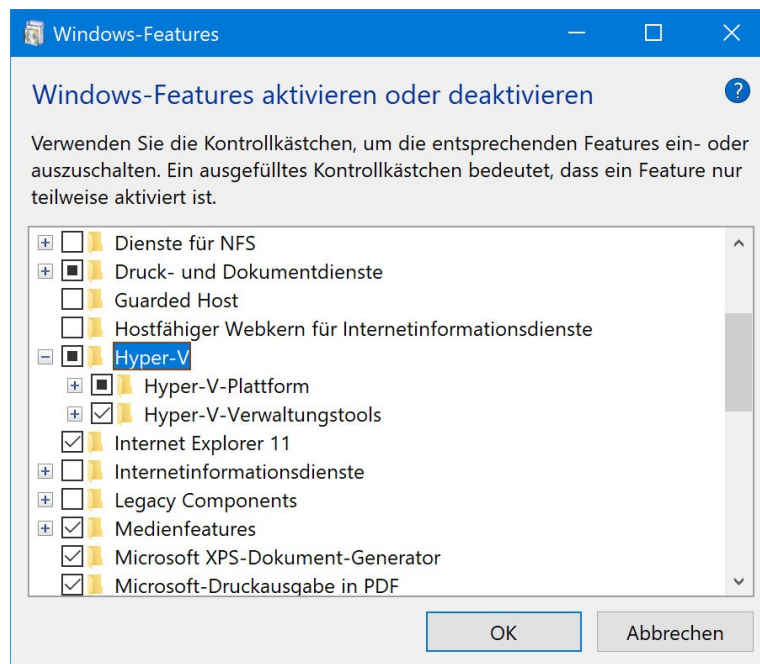 Windows-Features
Windows-Features aktivieren oder deaktivieren
?
Verwenden Sie die Kontrollkästchen, um die entsprechenden Features ein- oder
auszuschalten. Ein ausgefülltes Kontrollkästchen bedeutet, dass ein Feature nur
teilweise aktiviert ist.
Dienste für NFS
Druck- und Dokumentdienste
Guarded Host
Hostfähiger Webkern für Internetinformationsdienste
Hyper-V
Hyper-V-Plattform
Hyper-V-Verwaltungstools
Internet Explorer 11
Internetinformationsdienste
Legacy Components
Medienfeatures
Microsoft XPS-Dokument-Generator
Microsoft-Druckausgabe in PDF
OK Abbrechen